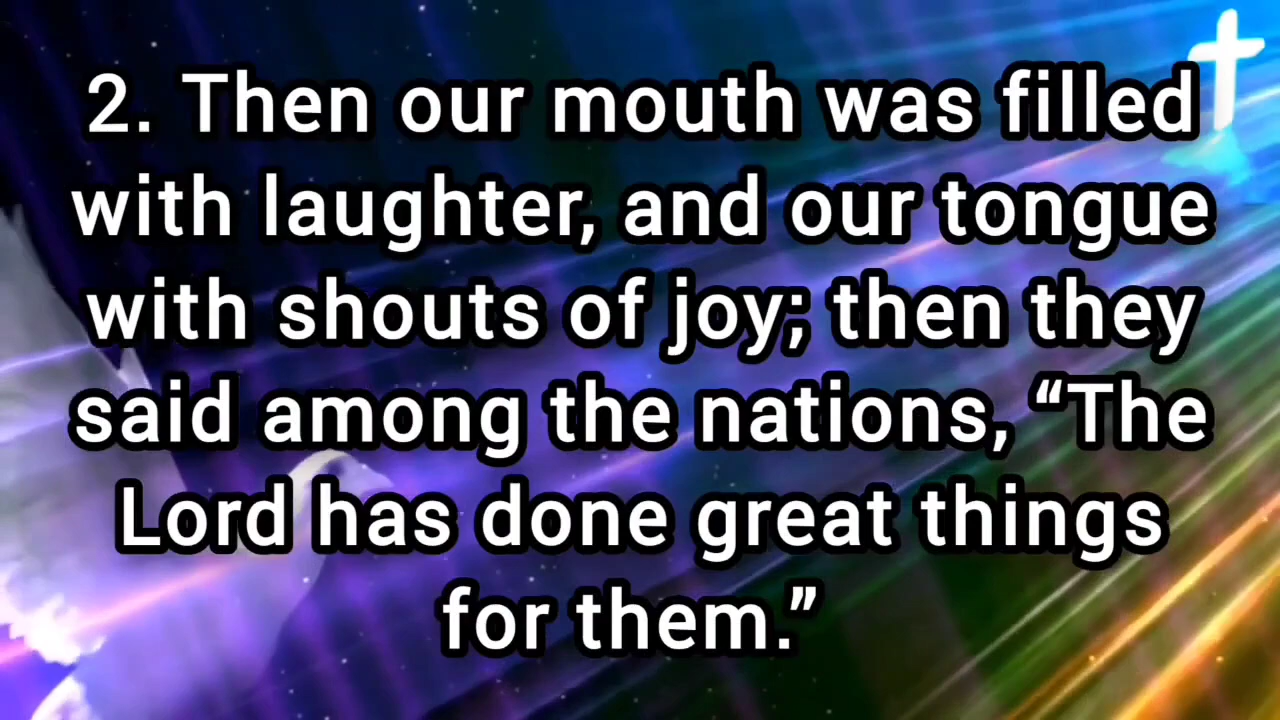 2. Then our mouth was filled
with laughter, and our tongue
with shouts of joy; then they
said among the nations, “The
Lord has done great things
for them.”